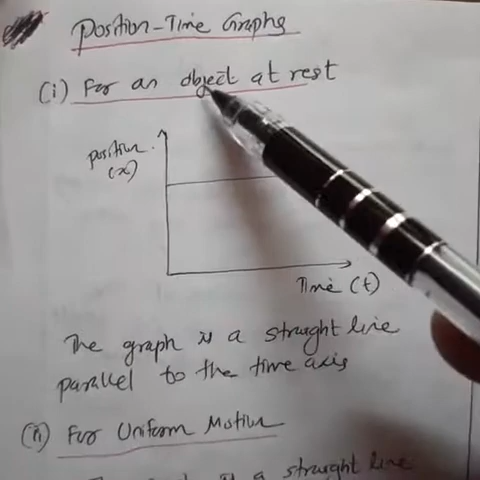 Position-Time Graphs
(i) For an object at rest
position
(x)
Time (t)
The graph is a straight line
parallel to the time axis
(ii) For Uniform Motion
is a straight line